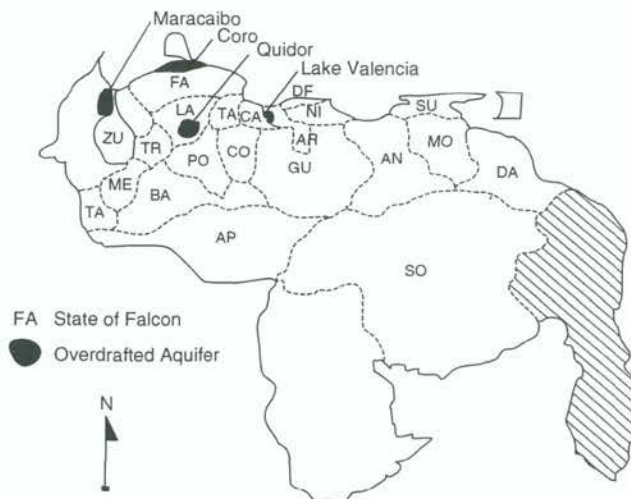 Maracaibo
Coro
Quidor
Lake Valencia
FA
DF
LA
TA
CA
NI
SU
ZU
TR
AR
MO
PO
CO
GU
AN
DA
ME
BA
TA
AP
SO
FA State of Falcon
Overdrafted Aquifer
N